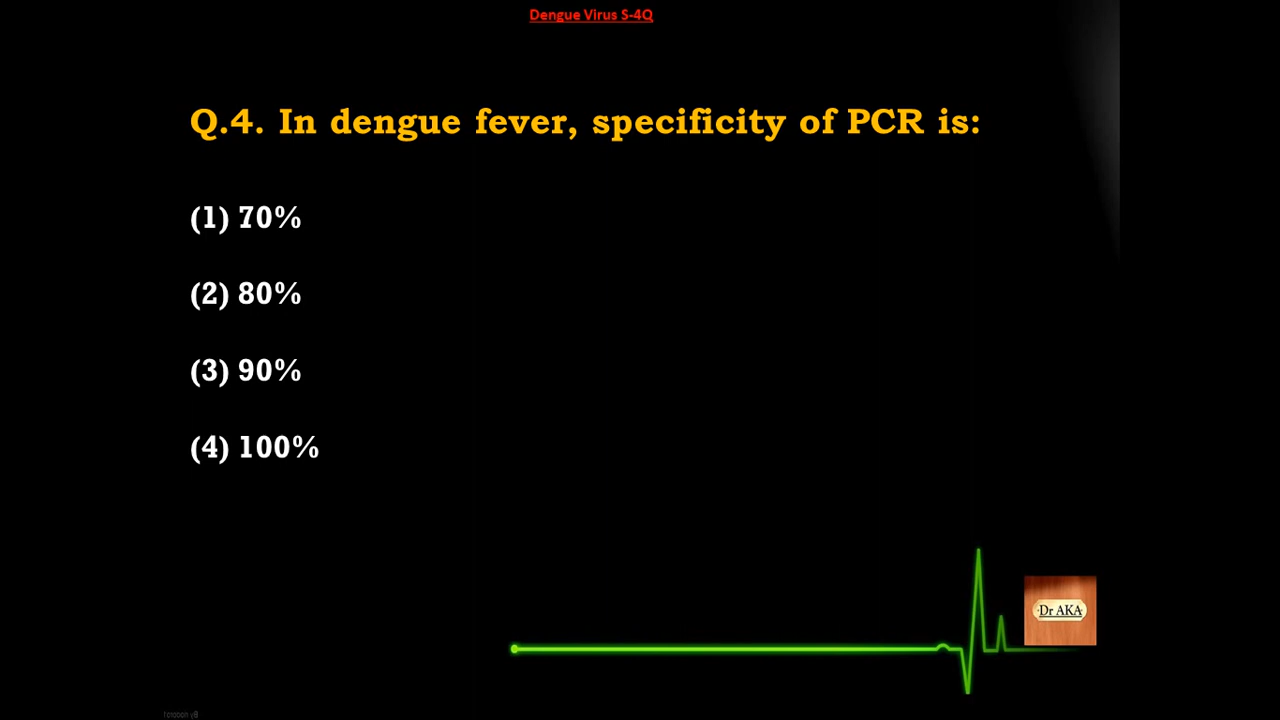 Dengue Virus S-4Q
Q.4. In dengue fever, specificity of PCR is:
(1) 70%
(2) 80%
(3) 90%
(4) 100%
Dr AKA